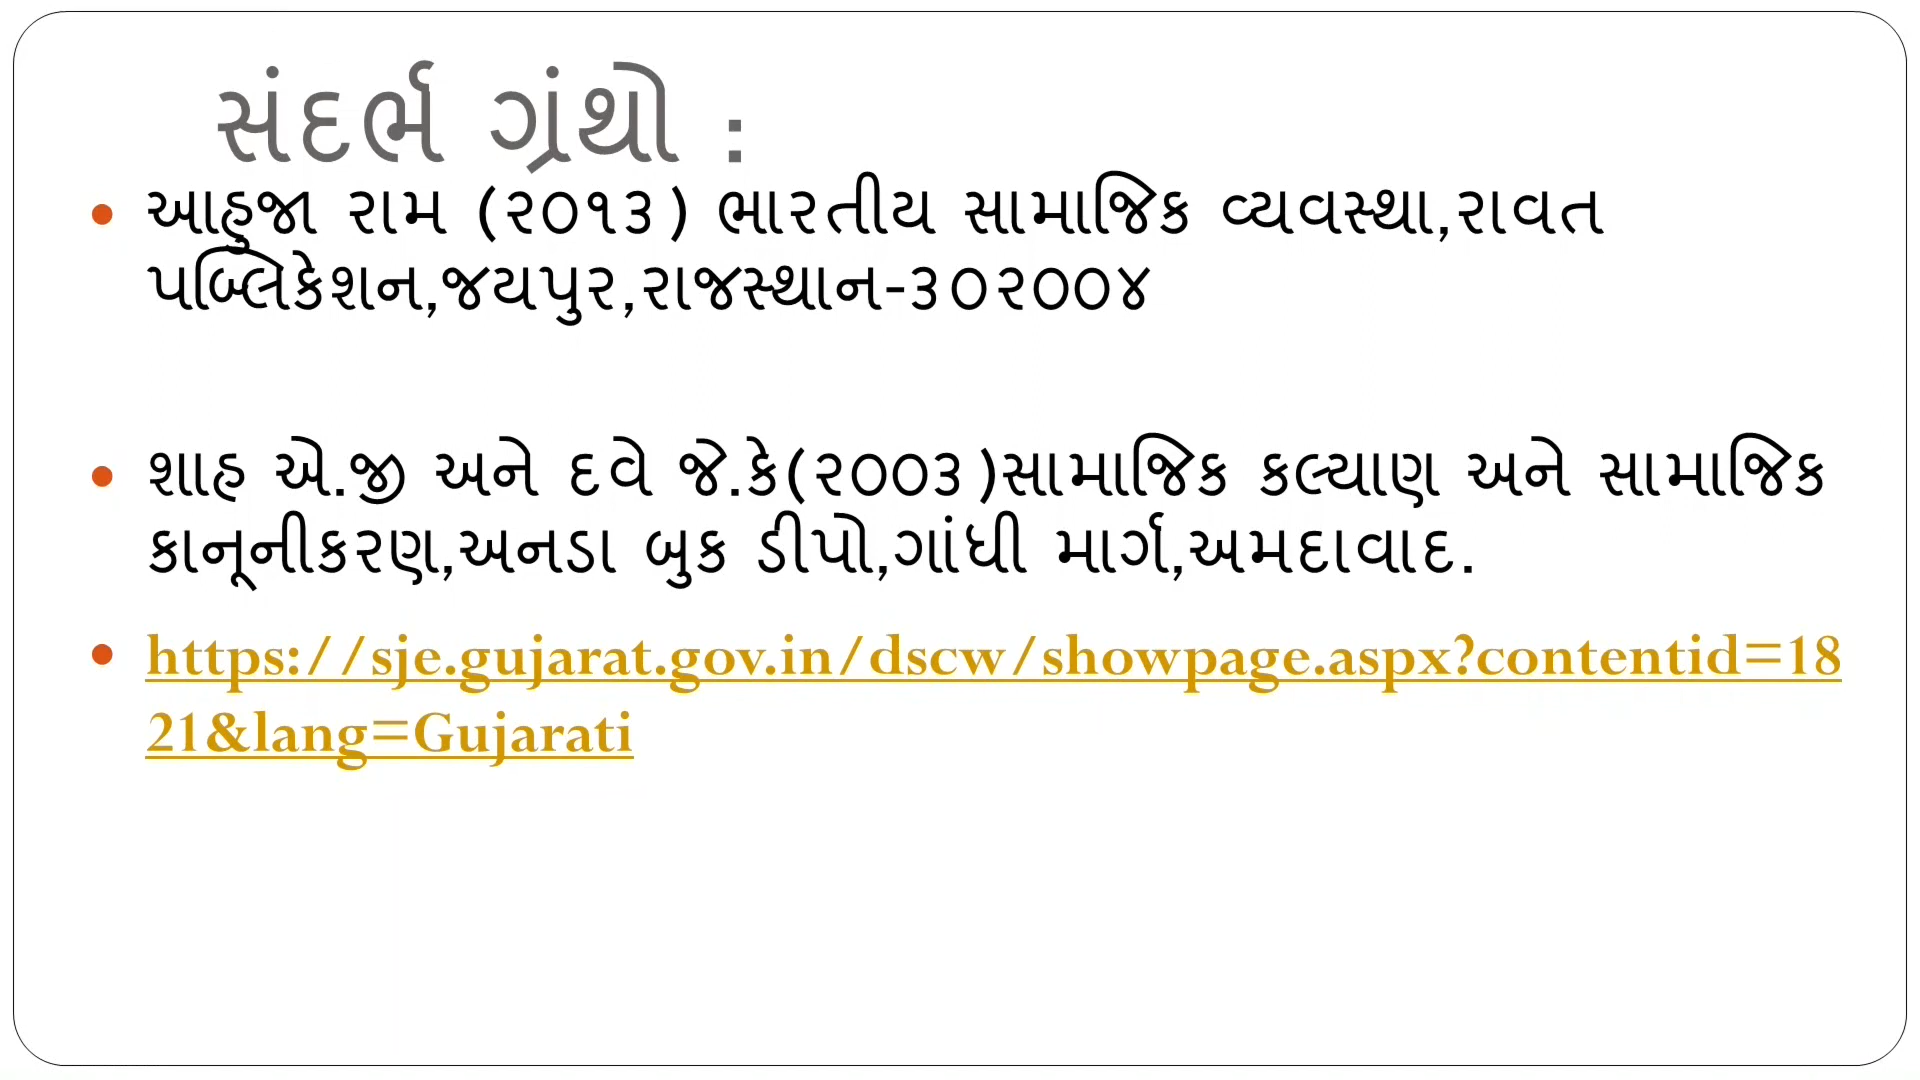 સંદર્ભ ગ્રંથો :
• આહુજા રામ (૨૦૧૩) ભારતીય સામાજિક વ્યવસ્થા,રાવત
પબ્લિકેશન,જયપુર,રાજસ્થાન-૩૦૨૦૦૪
• શાહ એ.જી અને દવે જે.કે(૨૦૦૩)સામાજિક કલ્યાણ અને સામાજિક
કાનૂનીકરણ,અનડા બુક ડીપો,ગાંધી માર્ગ,અમદાવાદ.
• https://sje.gujarat.gov.in/dscw/showpage.aspx?contentid=18
21&lang=Gujarati